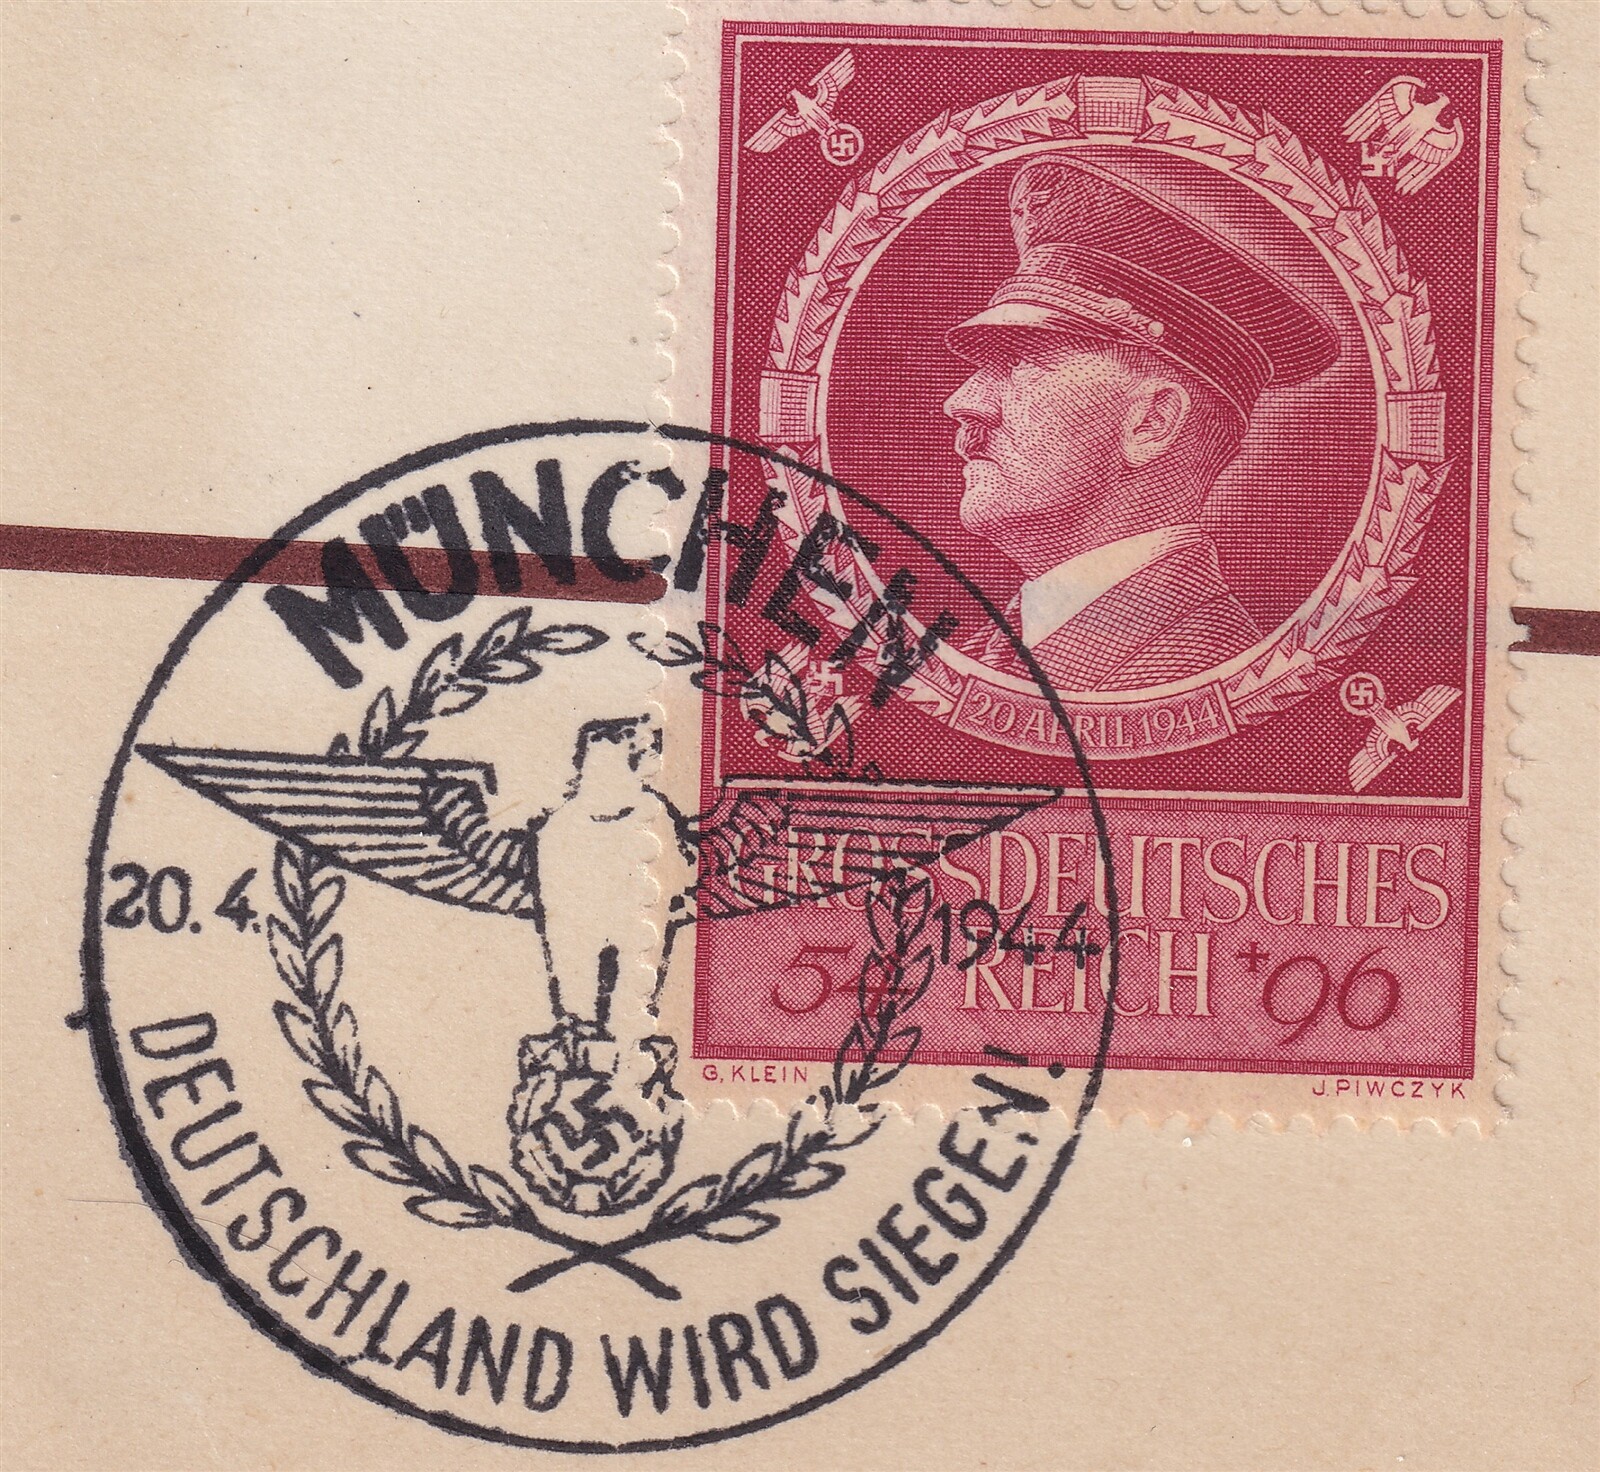 20 APRIL 1944
GROSSDEUTSCHES
54 REICH +96
G. KLEIN J. PIWCZYK
MÜNCHEN
20. 4. 1944
DEUTSCHLAND WIRD SIEGEN!